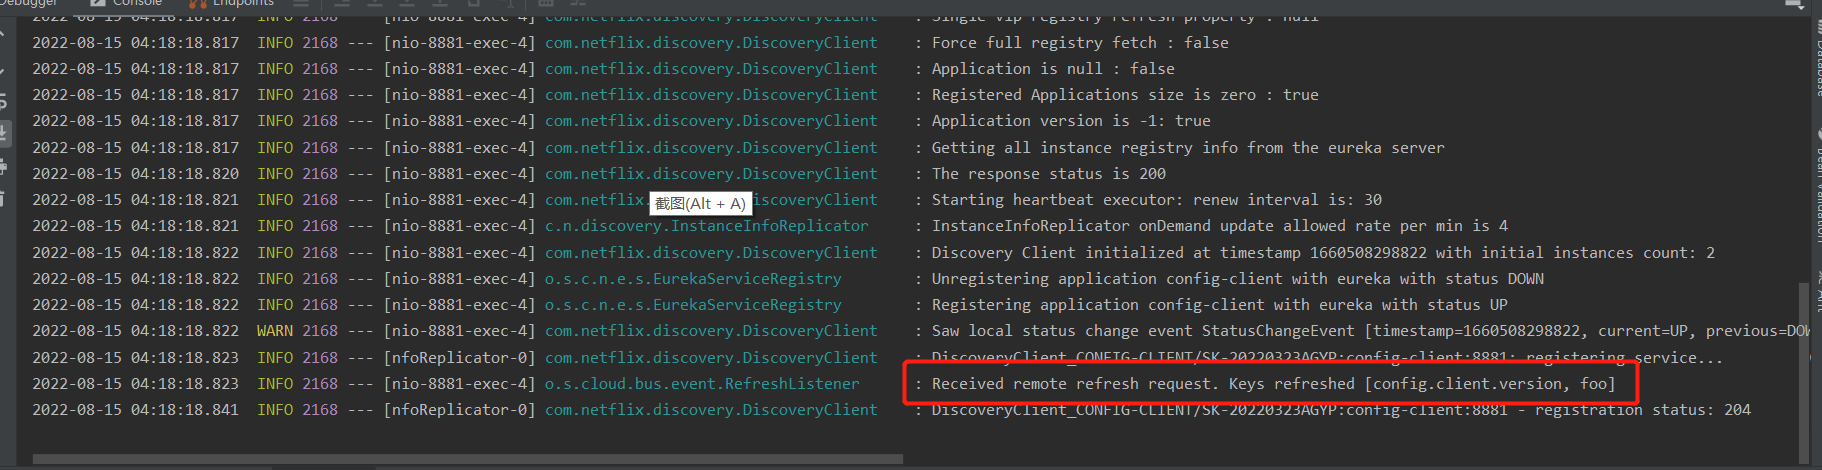 Debugger Console Endpoints
: Single vip registry refresh property : null
2022-08-15 04:18:18.817 INFO 2168 --- [nio-8881-exec-4] com.netflix.discovery.DiscoveryClient : Force full registry fetch : false
2022-08-15 04:18:18.817 INFO 2168 --- [nio-8881-exec-4] com.netflix.discovery.DiscoveryClient : Application is null : false
2022-08-15 04:18:18.817 INFO 2168 --- [nio-8881-exec-4] com.netflix.discovery.DiscoveryClient : Registered Applications size is zero : true
2022-08-15 04:18:18.817 INFO 2168 --- [nio-8881-exec-4] com.netflix.discovery.DiscoveryClient : Application version is -1: true
2022-08-15 04:18:18.817 INFO 2168 --- [nio-8881-exec-4] com.netflix.discovery.DiscoveryClient : Getting all instance registry info from the eureka server
2022-08-15 04:18:18.820 INFO 2168 --- [nio-8881-exec-4] com.netflix.discovery.DiscoveryClient : The response status is 200
2022-08-15 04:18:18.821 INFO 2168 --- [nio-8881-exec-4] com.netflix.discovery.DiscoveryClient : Starting heartbeat executor: renew interval is: 30
截图(Alt + A)
2022-08-15 04:18:18.821 INFO 2168 --- [nio-8881-exec-4] c.n.discovery.InstanceInfoReplicator : InstanceInfoReplicator onDemand update allowed rate per min is 4
2022-08-15 04:18:18.822 INFO 2168 --- [nio-8881-exec-4] com.netflix.discovery.DiscoveryClient : Discovery Client initialized at timestamp 1660508298822 with initial instances count: 2
2022-08-15 04:18:18.822 INFO 2168 --- [nio-8881-exec-4] o.s.c.n.e.s.EurekaServiceRegistry : Unregistering application config-client with eureka with status DOWN
2022-08-15 04:18:18.822 INFO 2168 --- [nio-8881-exec-4] o.s.c.n.e.s.EurekaServiceRegistry : Registering application config-client with eureka with status UP
2022-08-15 04:18:18.822 WARN 2168 --- [nio-8881-exec-4] com.netflix.discovery.DiscoveryClient : Saw local status change event StatusChangeEvent [timestamp=1660508298822, current=UP, previous=DOW
2022-08-15 04:18:18.823 INFO 2168 --- [nfoReplicator-0] com.netflix.discovery.DiscoveryClient : DiscoveryClient_CONFIG-CLIENT/SK-20220323AGYP:config-client:8881: registering service...
2022-08-15 04:18:18.823 INFO 2168 --- [nio-8881-exec-4] o.s.cloud.bus.event.RefreshListener : Received remote refresh request. Keys refreshed [config.client.version, foo]
2022-08-15 04:18:18.841 INFO 2168 --- [nfoReplicator-0] com.netflix.discovery.DiscoveryClient : DiscoveryClient_CONFIG-CLIENT/SK-20220323AGYP:config-client:8881 - registration status: 204
Database
Bean Validation